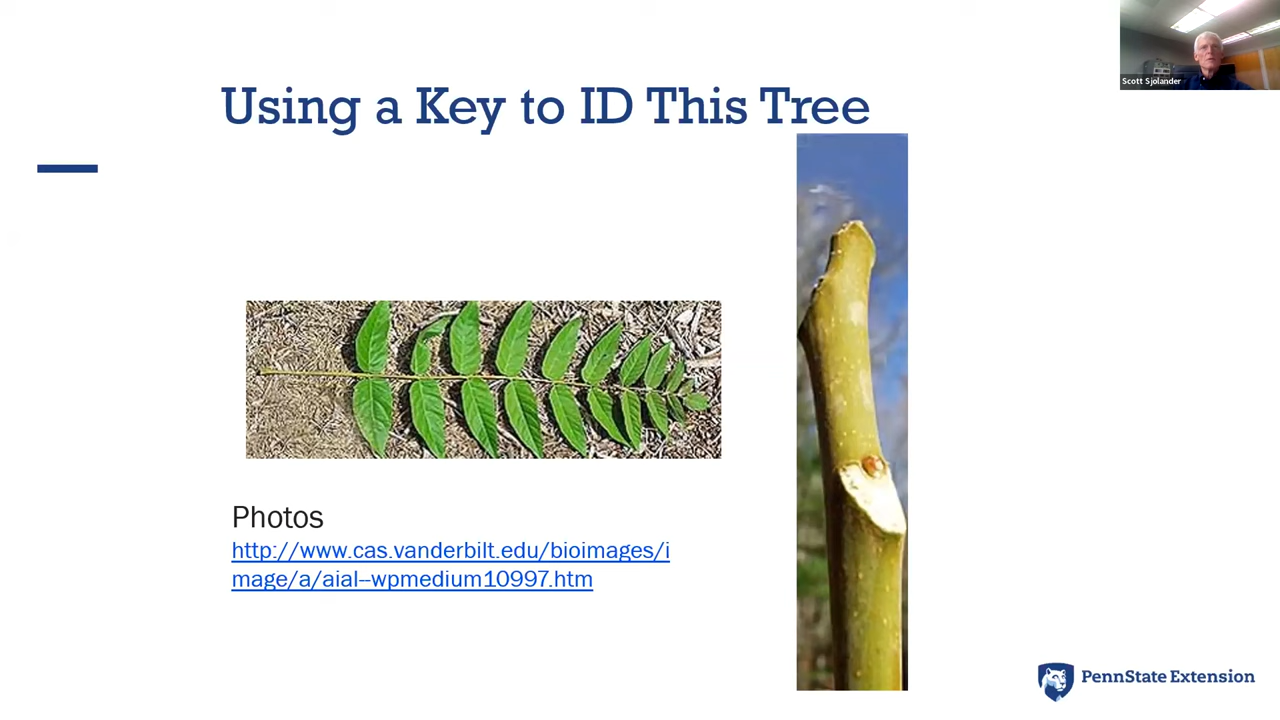 Scott Sjolander
Using a Key to ID This Tree
Photos
http://www.cas.vanderbilt.edu/bioimages/i
mage/a/aial--wpmedium10997.htm
PennState Extension